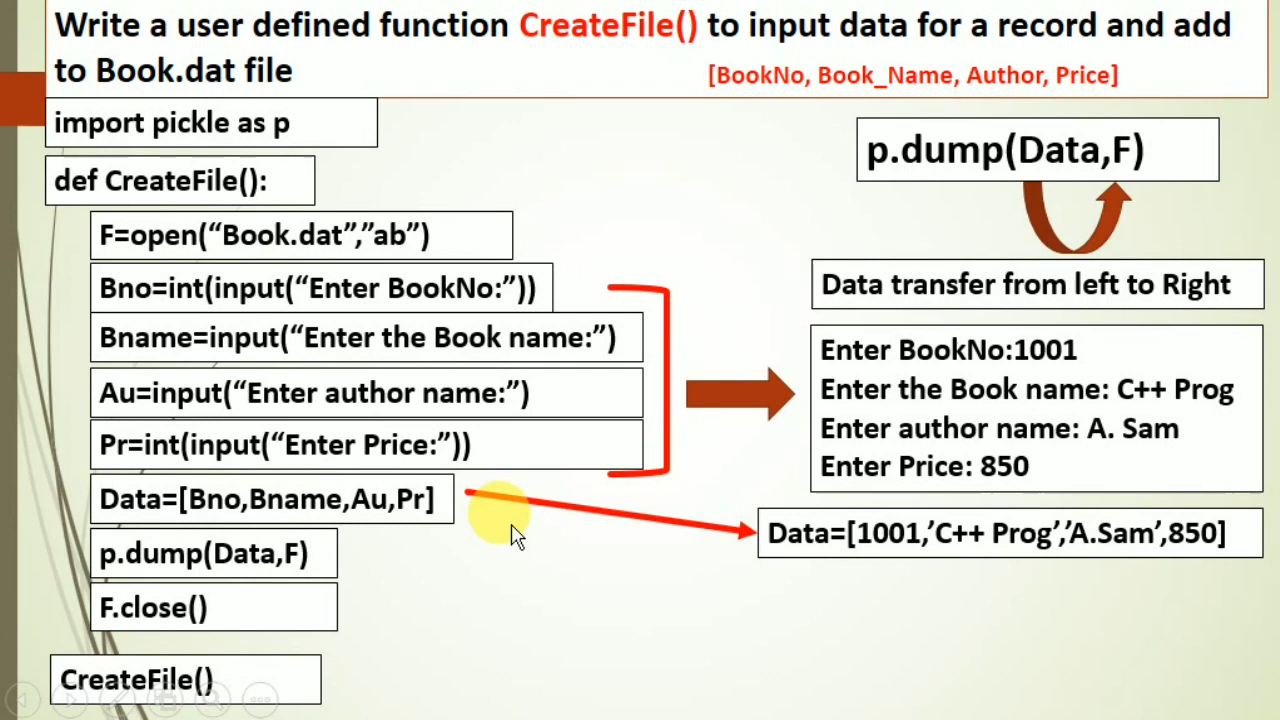 Write a user defined function CreateFile() to input data for a record and add
to Book.dat file
[BookNo, Book_Name, Author, Price]
import pickle as p
def CreateFile():
F=open(“Book.dat”,”ab”)
Bno=int(input(“Enter BookNo:”))
Bname=input(“Enter the Book name:”)
Au=input(“Enter author name:”)
Pr=int(input(“Enter Price:”))
Data=[Bno,Bname,Au,Pr]
p.dump(Data,F)
F.close()
CreateFile()
p.dump(Data,F)
Data transfer from left to Right
Enter BookNo:1001
Enter the Book name: C++ Prog
Enter author name: A. Sam
Enter Price: 850
Data=[1001,’C++ Prog’,’A.Sam’,850]